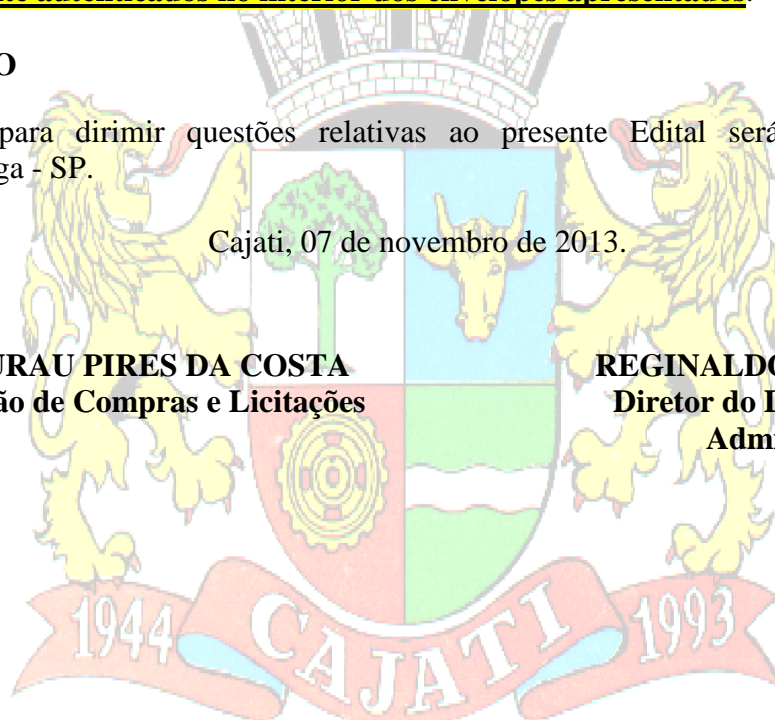 autenticados no interior dos envelopes apresentados.
O
para dirimir questões relativas ao presente Edital será
ga - SP.
Cajati, 07 de novembro de 2013.
URAU PIRES DA COSTA
REGINALDO
ão de Compras e Licitações
Diretor do
Admi
1944 CAJATI 1993